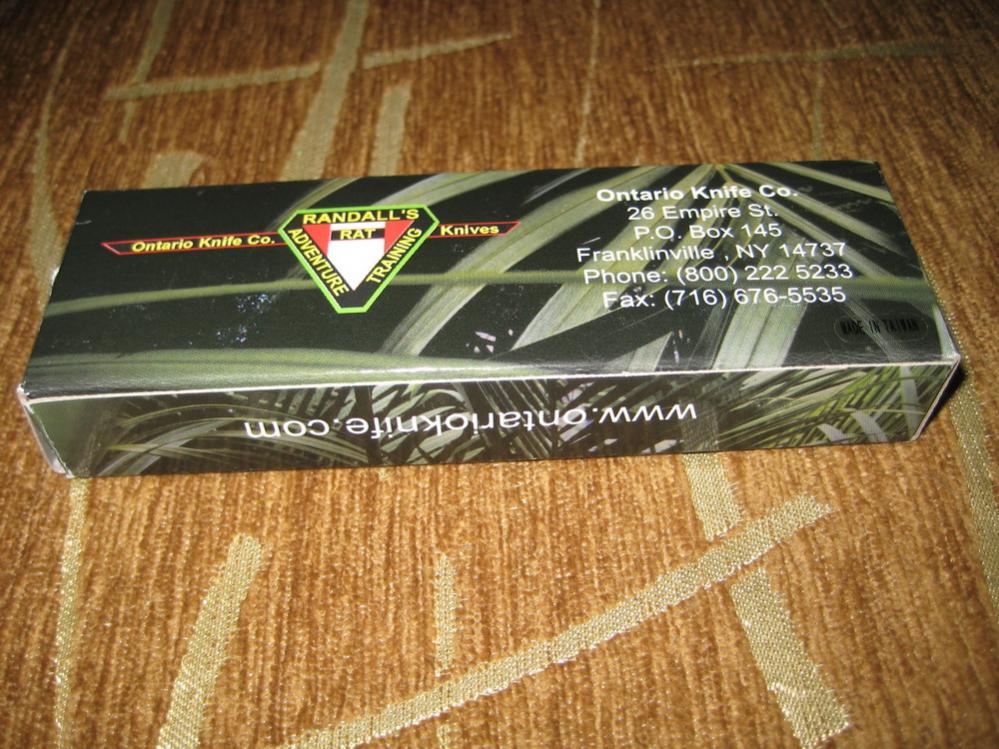 Ontario Knife Co.
RANDALL'S
ADVENTURE
TRAINING
RAT
Knives
Ontario Knife Co.
26 Empire St.
P.O. Box 145
Franklinville , NY 14737
Phone: (800) 222 5233
Fax: (716) 676-5535
MADE IN TAIWAN
www.ontarioknife.com